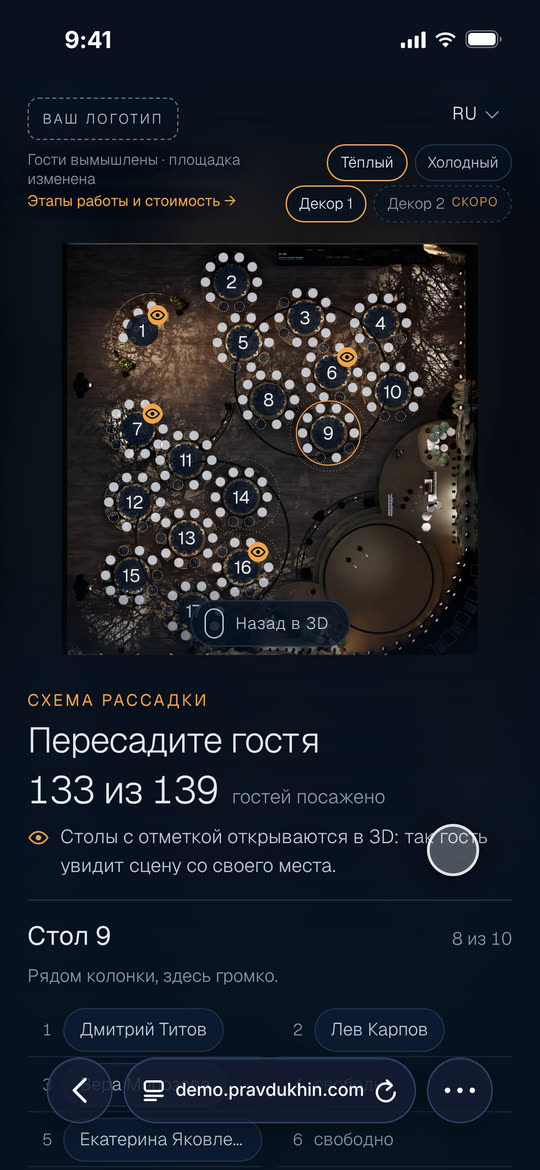 9:41
ВАШ ЛОГОТИП
RU
Гости вымышлены · площадка
изменена
Этапы работы и стоимость →
Тёплый
Холодный
Декор 1
Декор 2 СКОРО
2
1
3
4
5
6
8
10
9
7
11
12
14
13
15
16
Назад в 3D
СХЕМА РАССАДКИ
Пересадите гостя
133 из 139 гостей посажено
Столы с отметкой открываются в 3D: так гость
увидит сцену со своего места.
Стол 9
8 из 10
Рядом колонки, здесь громко.
1 Дмитрий Титов
2 Лев Карпов
3 Вера
demo.pravdukhin.com
5 Екатерина Яковле...
6 свободно